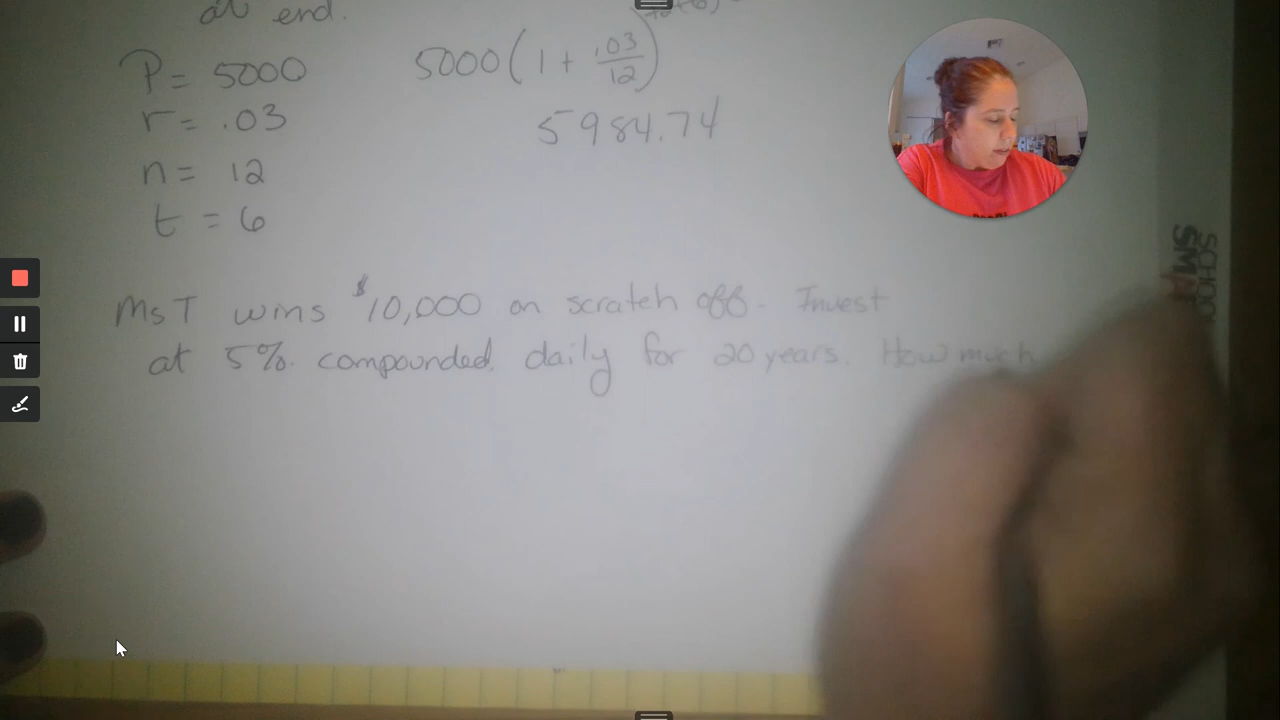 at end.
P = 5000
r = .03
n = 12
t = 6
5000(1 + .03/12)
5984.74
Ms T wins $10,000 on scratch off. Invest
at 5%. compounded daily for 20 years. How much